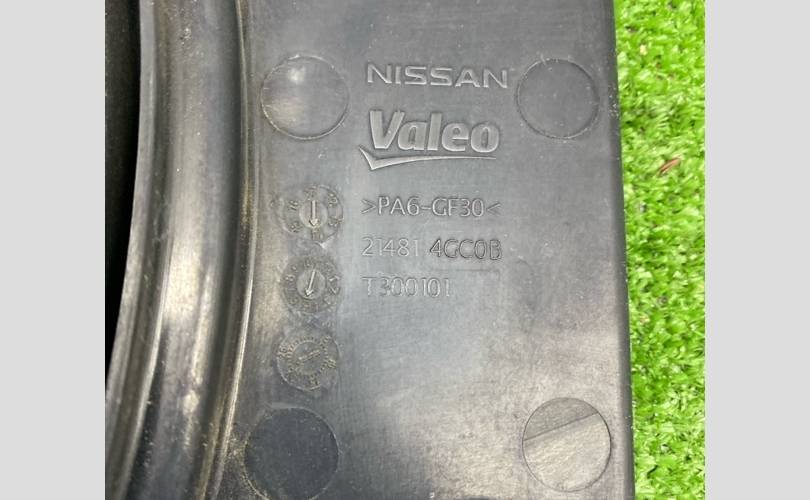 NISSAN
Valeo
>PA6-GF30<
21481 4GC0B
T300101